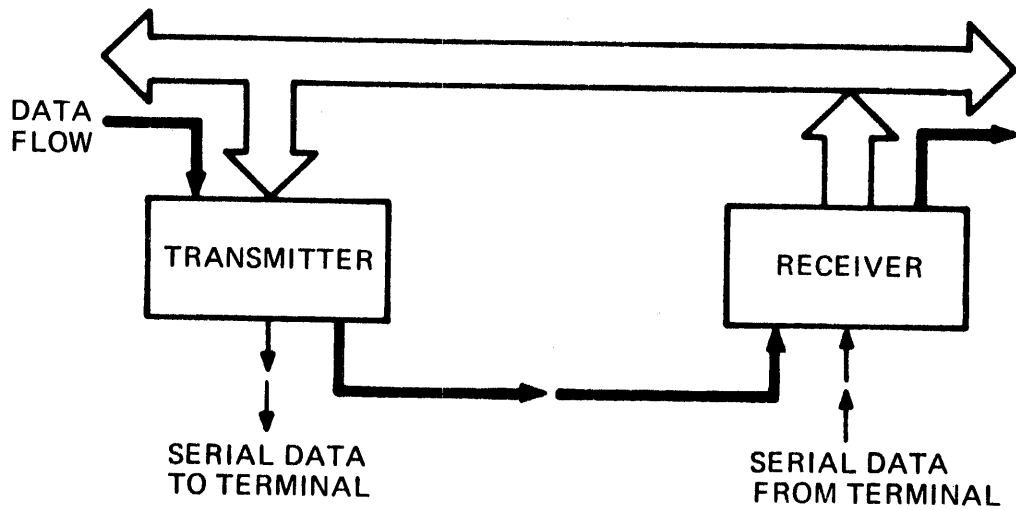 DATA
FLOW
TRANSMITTER
RECEIVER
SERIAL DATA
TO TERMINAL
SERIAL DATA
FROM TERMINAL